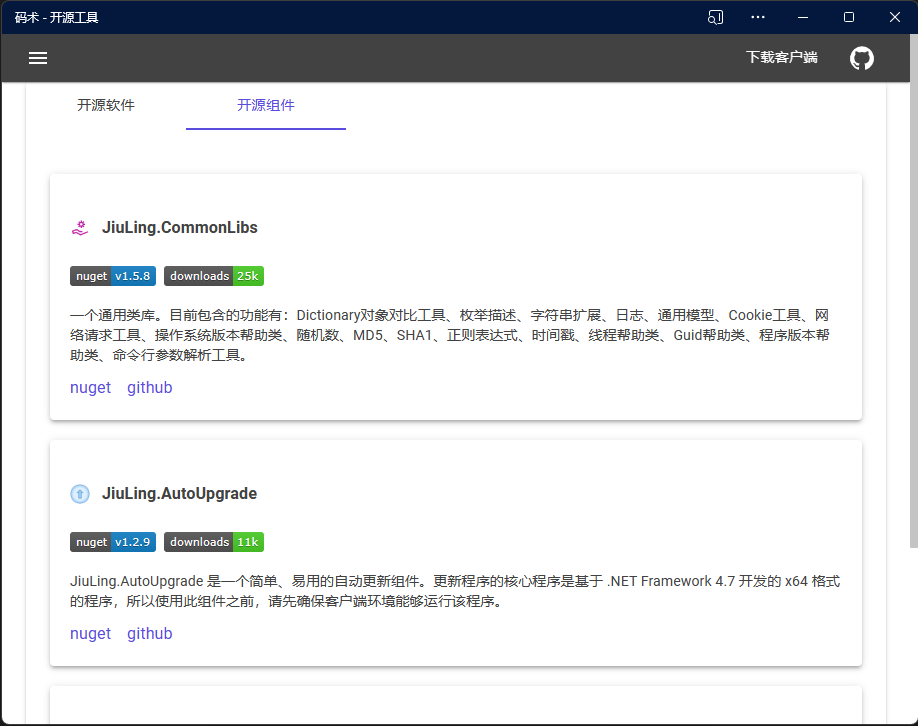 码术 - 开源工具
下载客户端
开源软件
开源组件
JiuLing.CommonLibs
nuget v1.5.8 downloads 25k
一个通用类库。目前包含的功能有：Dictionary对象对比工具、枚举描述、字符串扩展、日志、通用模型、Cookie工具、网
络请求工具、操作系统版本帮助类、随机数、MD5、SHA1、正则表达式、时间戳、线程帮助类、Guid帮助类、程序版本帮
助类、命令行参数解析工具。
nuget github
JiuLing.AutoUpgrade
nuget v1.2.9 downloads 11k
JiuLing.AutoUpgrade 是一个简单、易用的自动更新组件。更新程序的核心程序是基于 .NET Framework 4.7 开发的 x64 格式
的程序，所以使用此组件之前，请先确保客户端环境能够运行该程序。
nuget github